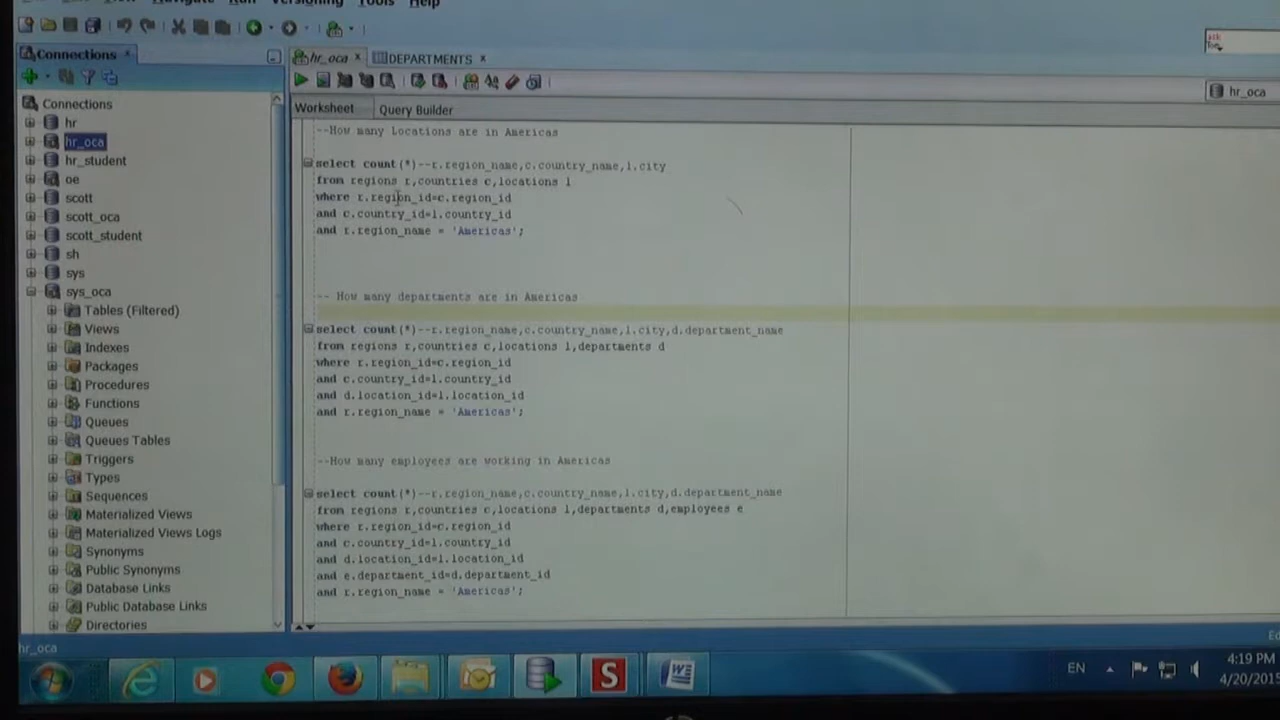 Tools Help
Connections
hr_oca
DEPARTMENTS
hr_oca
Worksheet
Query Builder
Connections
hr
hr_oca
hr_student
oe
scott
scott_oca
scott_student
sh
sys
sys_oca
Tables (Filtered)
Views
Indexes
Packages
Procedures
Functions
Queues
Queues Tables
Triggers
Types
Sequences
Materialized Views
Materialized Views Logs
Synonyms
Public Synonyms
Database Links
Public Database Links
Directories
--How many Locations are in Americas
select count(*)--r.region_name,c.country_name,l.city
from regions r,countries c,locations l
where r.region_id=c.region_id
and c.country_id=l.country_id
and r.region_name = 'Americas';
-- How many departments are in Americas
select count(*)--r.region_name,c.country_name,l.city,d.department_name
from regions r,countries c,locations l,departments d
where r.region_id=c.region_id
and c.country_id=l.country_id
and d.location_id=l.location_id
and r.region_name = 'Americas';
--How many employees are working in Americas
select count(*)--r.region_name,c.country_name,l.city,d.department_name
from regions r,countries c,locations l,departments d,employees e
where r.region_id=c.region_id
and c.country_id=l.country_id
and d.location_id=l.location_id
and e.department_id=d.department_id
and r.region_name = 'Americas';
hr_oca
EN
4:19 PM
4/20/2015